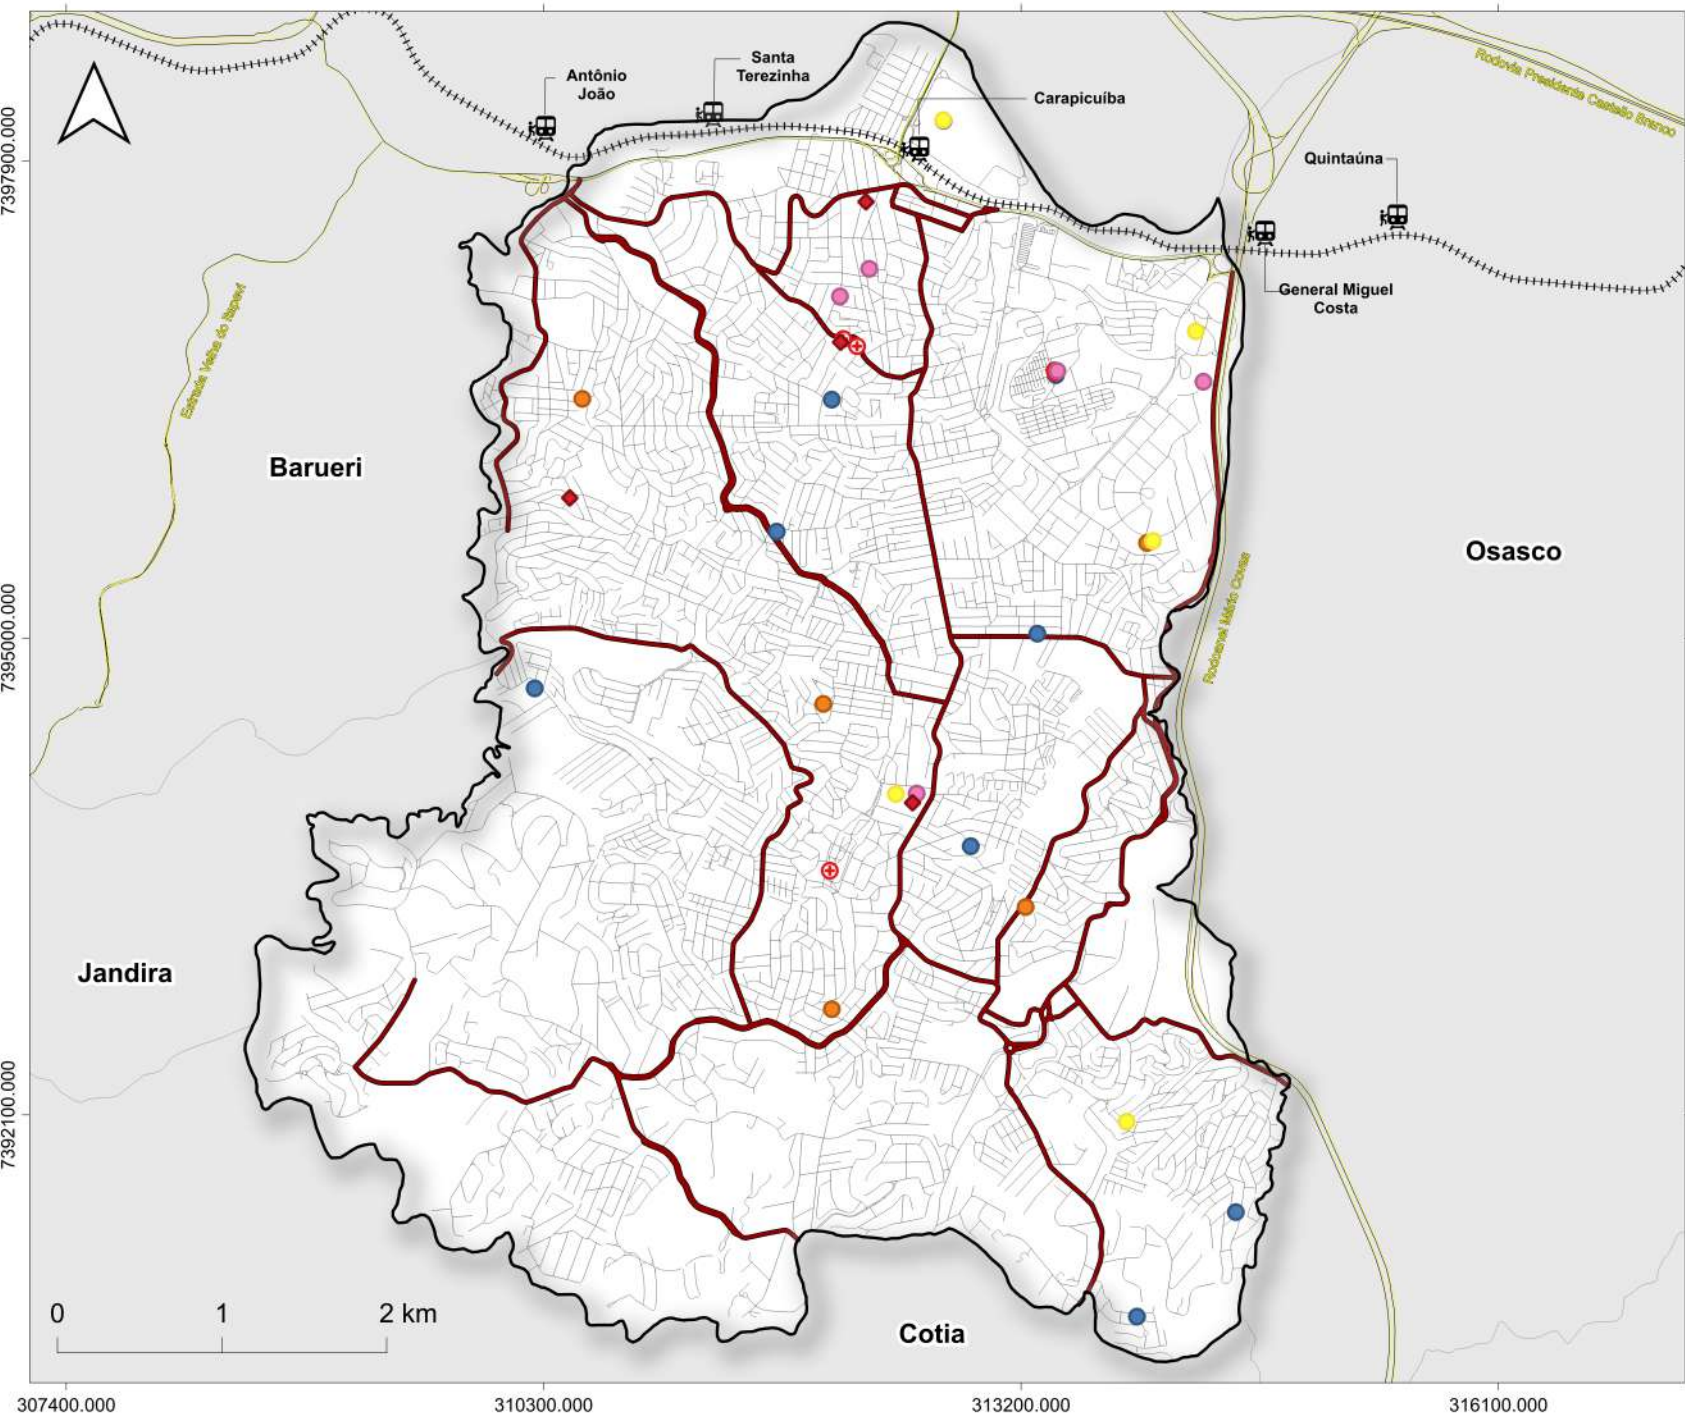 Santa
Terezinha
Antônio
João
Carapicuíba
Rodovia Presidente Castello Branco
Quintaúna
General Miguel
Costa
Estrada Velha do Itapevi
Barueri
Osasco
Rodoanel Mário Covas
Jandira
Cotia
0 1 2 km
7397900.000
7395000.000
7392100.000
307400.000 310300.000 313200.000 316100.000